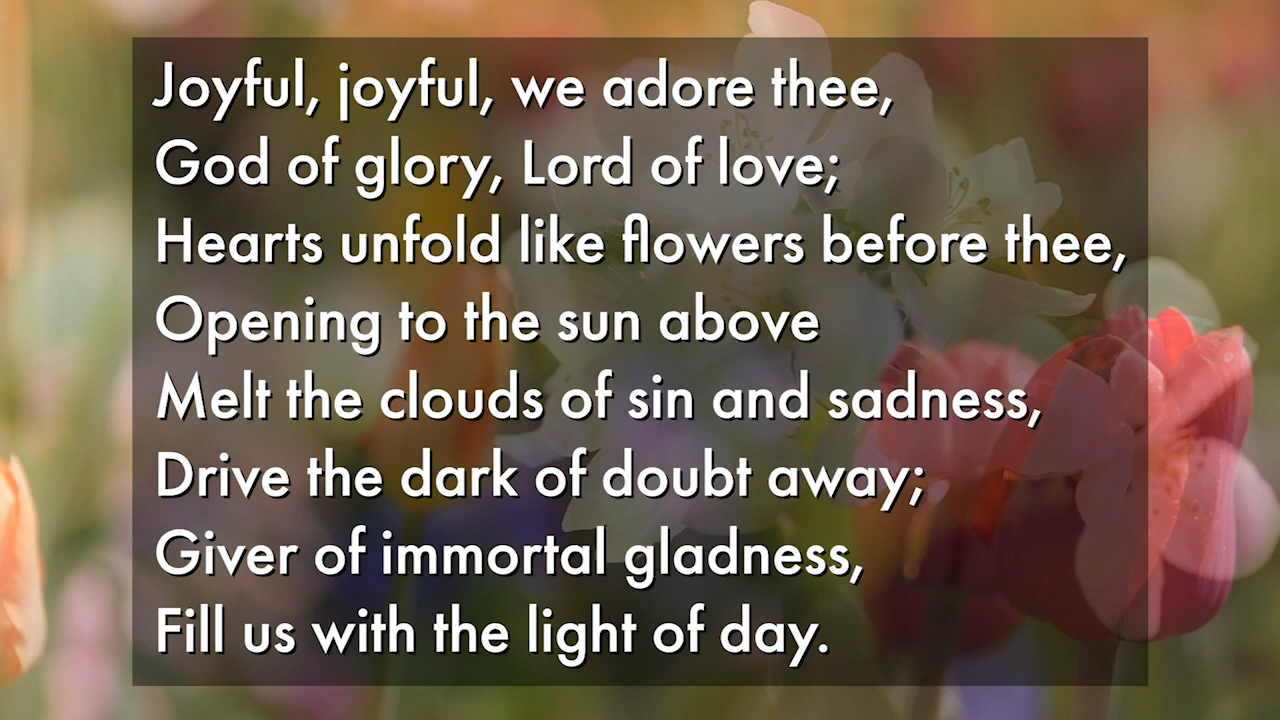 Joyful, joyful, we adore thee,
God of glory, Lord of love;
Hearts unfold like flowers before thee,
Opening to the sun above
Melt the clouds of sin and sadness,
Drive the dark of doubt away;
Giver of immortal gladness,
Fill us with the light of day.